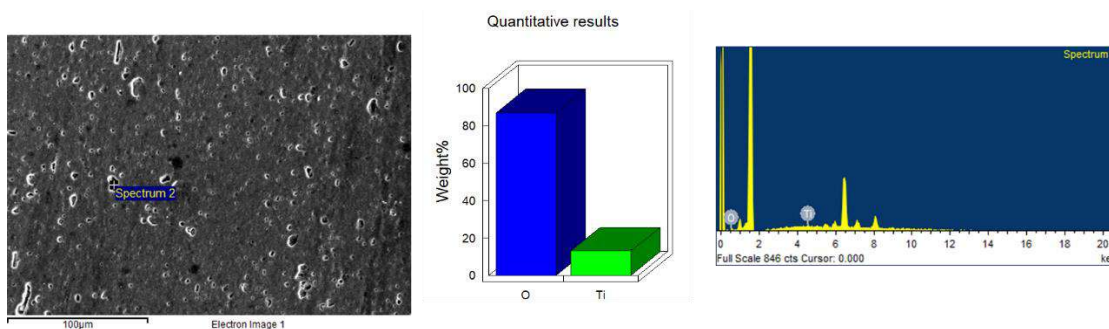 Spectrum 2
100µm
Electron Image 1
Quantitative results
Weight%
100
80
60
40
20
0
O
Ti
Spectrum
O
Ti
2 4 6 8 10 12 14 16 18 20
Full Scale 846 cts Cursor: 0.000
ke